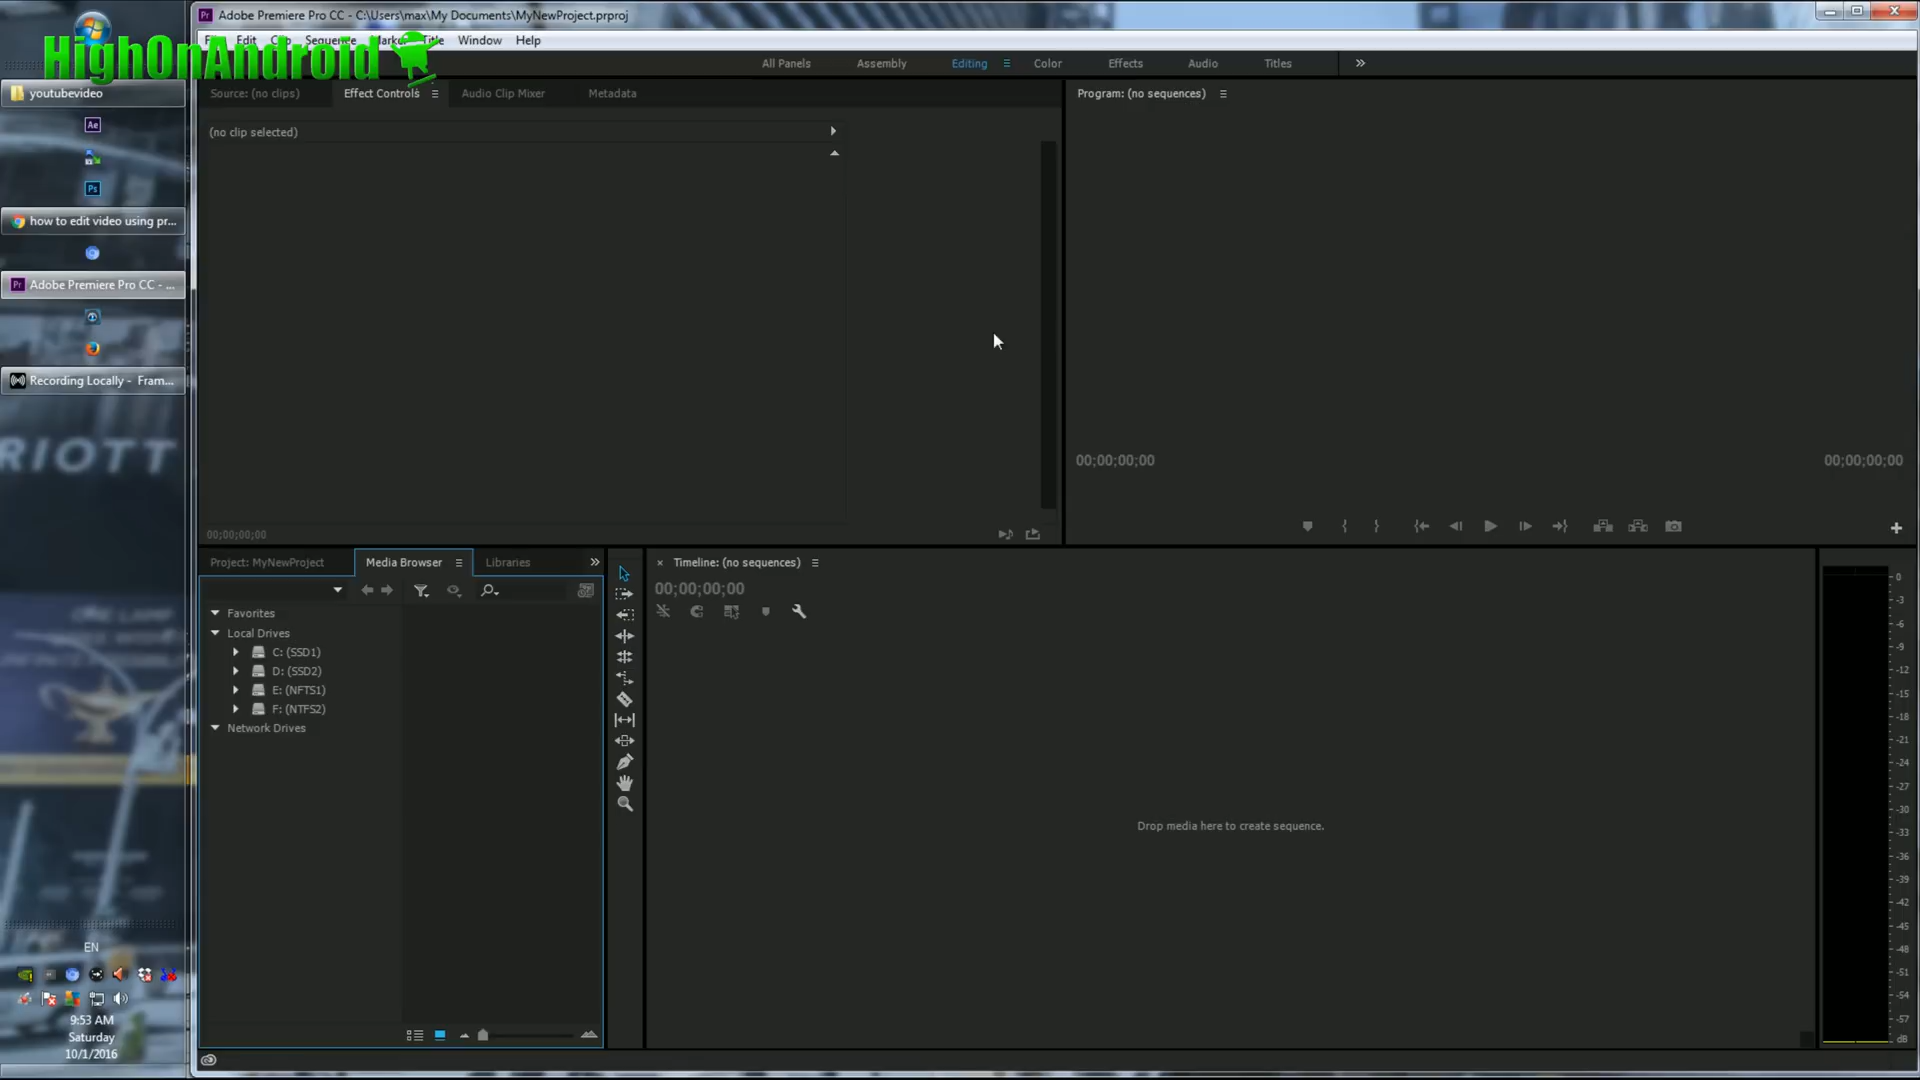 Adobe Premiere Pro CC - C:\Users\max\My Documents\MyNewProject.prproj
Edit Sequence Title Window Help
HighOnAndroid
All Panels Assembly Editing Color Effects Audio Titles
youtubevideo
Ae
Ps
how to edit video using pr...
Pr Adobe Premiere Pro CC - ...
Recording Locally - Fram...
RIOTT
EN
9:53 AM
Saturday
10/1/2016
Source: (no clips) Effect Controls Audio Clip Mixer Metadata
(no clip selected)
00;00;00;00
Program: (no sequences)
00;00;00;00 00;00;00;00
Project: MyNewProject Media Browser Libraries
Favorites
Local Drives
C: (SSD1)
D: (SSD2)
E: (NFTS1)
F: (NTFS2)
Network Drives
× Timeline: (no sequences)
00;00;00;00
Drop media here to create sequence.
0
-3
-6
-9
-12
-15
-18
-21
-24
-27
-30
-33
-36
-39
-42
-45
-48
-51
-54
-57
dB